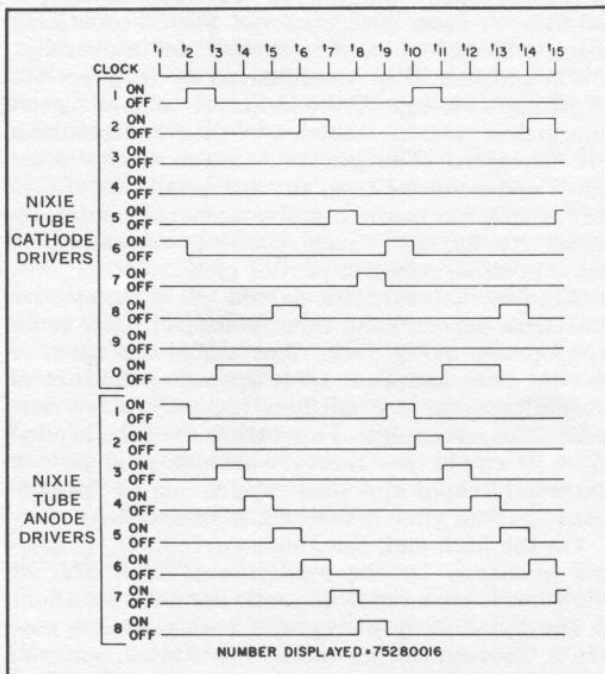 t1 t2 t3 t4 t5 t6 t7 t8 t9 t10 t11 t12 t13 t14 t15
CLOCK
1 ON
OFF
2 ON
OFF
3 ON
OFF
4 ON
OFF
5 ON
OFF
6 ON
OFF
7 ON
OFF
8 ON
OFF
9 ON
OFF
0 ON
OFF
NIXIE
TUBE
CATHODE
DRIVERS
1 ON
OFF
2 ON
OFF
3 ON
OFF
4 ON
OFF
5 ON
OFF
6 ON
OFF
7 ON
OFF
8 ON
OFF
NIXIE
TUBE
ANODE
DRIVERS
NUMBER DISPLAYED =75280016